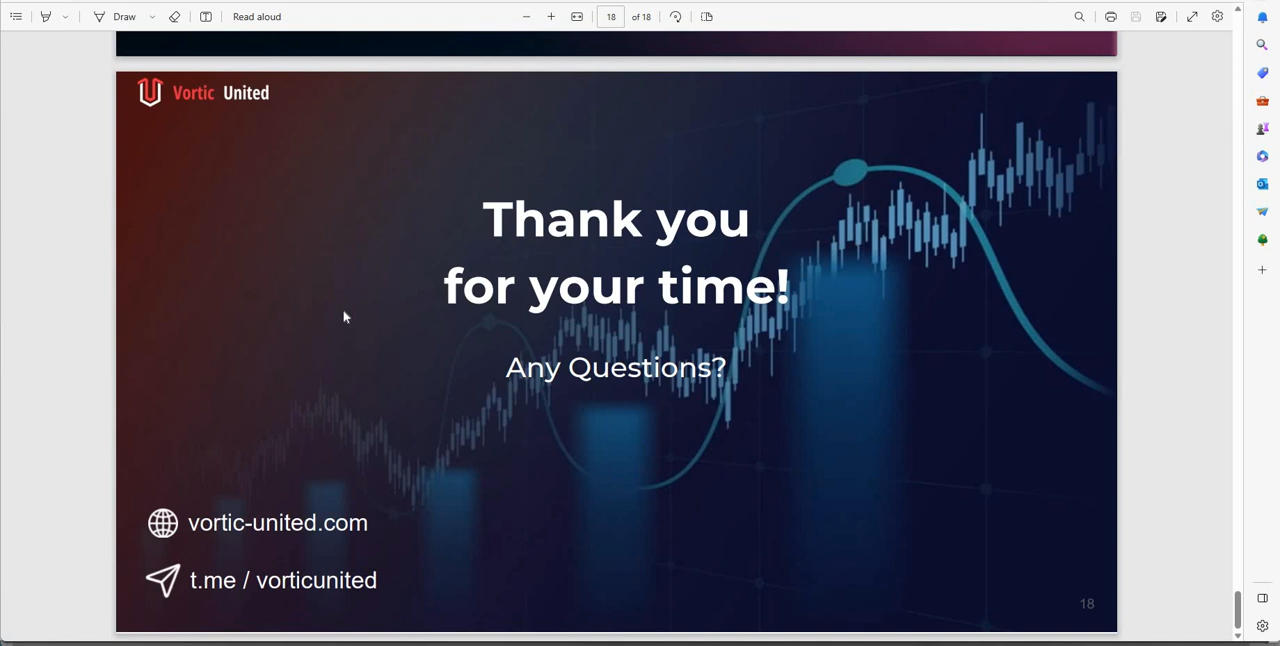 Draw
Read aloud
18 of 18
Vortic United
Thank you
for your time!
Any Questions?
vortic-united.com
t.me / vorticunited
18